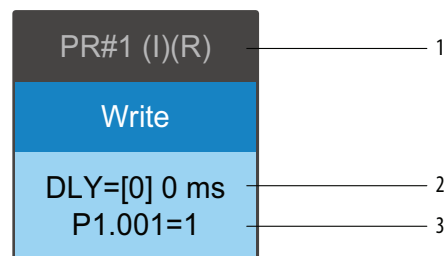 PR#1 (I)(R)
1
Write
DLY=[0] 0 ms
2
P1.001=1
3